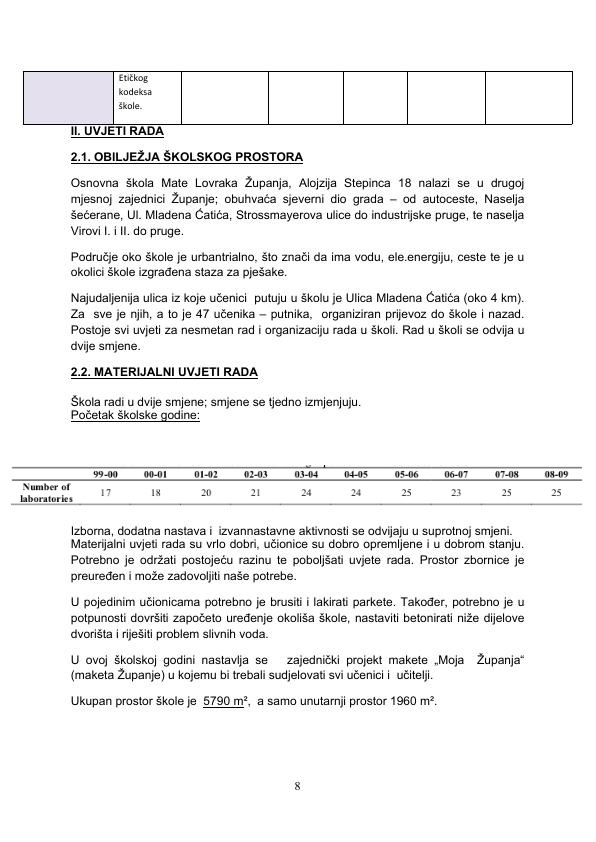 Etičkog
kodeksa
škole.
II. UVJETI RADA
2.1. OBILJEŽJA ŠKOLSKOG PROSTORA
Osnovna škola Mate Lovraka Županja, Alojzija Stepinca 18 nalazi se u drugoj
mjesnoj zajednici Županje; obuhvaća sjeverni dio grada – od autoceste, Naselja
šećerane, Ul. Mladena Ćatića, Strossmayerova ulice do industrijske pruge, te naselja
Virovi I. i II. do pruge.
Područje oko škole je urbantrialno, što znači da ima vodu, ele.energiju, ceste te je u
okolici škole izgrađena staza za pješake.
Najudaljenija ulica iz koje učenici putuju u školu je Ulica Mladena Ćatića (oko 4 km).
Za sve je njih, a to je 47 učenika – putnika, organiziran prijevoz do škole i nazad.
Postoje svi uvjeti za nesmetan rad i organizaciju rada u školi. Rad u školi se odvija u
dvije smjene.
2.2. MATERIJALNI UVJETI RADA
Škola radi u dvije smjene; smjene se tjedno izmjenjuju.
Početak školske godine:
99-00 00-01 01-02 02-03 03-04 04-05 05-06 06-07 07-08 08-09
Number of laboratories 17 18 20 21 24 24 25 23 25 25
Izborna, dodatna nastava i izvannastavne aktivnosti se odvijaju u suprotnoj smjeni.
Materijalni uvjeti rada su vrlo dobri, učionice su dobro opremljene i u dobrom stanju.
Potrebno je održati postojeću razinu te poboljšati uvjete rada. Prostor zbornice je
preuređen i može zadovoljiti naše potrebe.
U pojedinim učionicama potrebno je brusiti i lakirati parkete. Također, potrebno je u
potpunosti dovršiti započeto uređenje okoliša škole, nastaviti betonirati niže dijelove
dvorišta i riješiti problem slivnih voda.
U ovoj školskoj godini nastavlja se zajednički projekt makete „Moja Županja“
(maketa Županje) u kojemu bi trebali sudjelovati svi učenici i učitelji.
Ukupan prostor škole je 5790 m², a samo unutarnji prostor 1960 m².
8